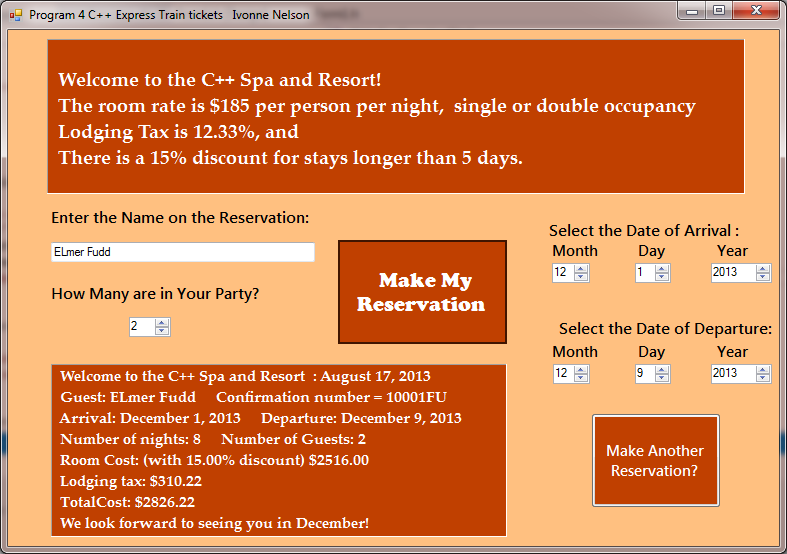 Program 4 C++ Express Train tickets   Ivonne Nelson
Welcome to the C++ Spa and Resort!
The room rate is $185 per person per night,  single or double occupancy
Lodging Tax is 12.33%, and
There is a 15% discount for stays longer than 5 days.
Enter the Name on the Reservation:
ELmer Fudd
How Many are in Your Party?
2
Make My
Reservation
Select the Date of Arrival :
Month Day Year
12 1 2013
Select the Date of Departure:
Month Day Year
12 9 2013
Welcome to the C++ Spa and Resort  : August 17, 2013
Guest: ELmer Fudd     Confirmation number = 10001FU
Arrival: December 1, 2013     Departure: December 9, 2013
Number of nights: 8     Number of Guests: 2
Room Cost: (with 15.00% discount) $2516.00
Lodging tax: $310.22
TotalCost: $2826.22
We look forward to seeing you in December!
Make Another
Reservation?